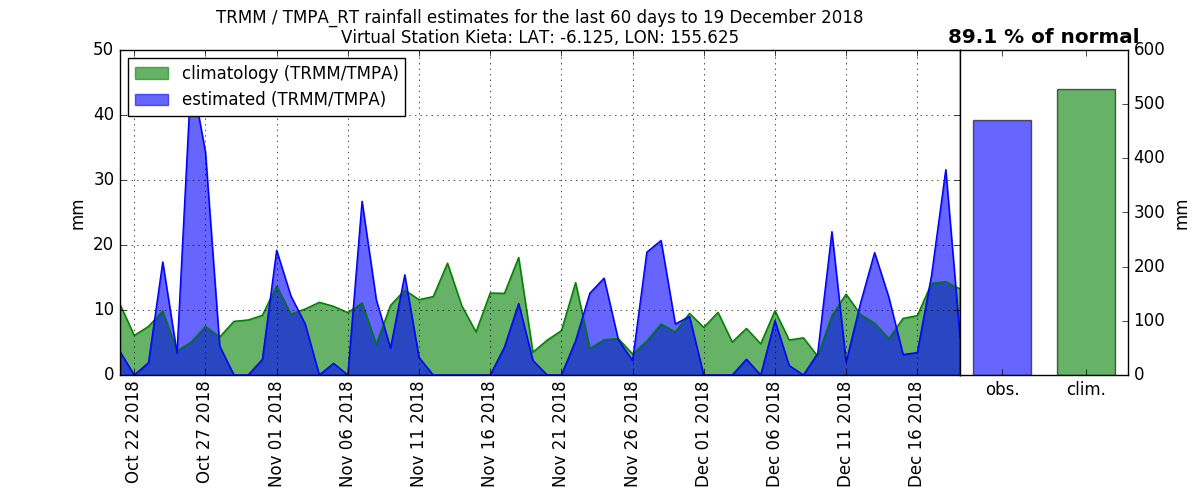 TRMM / TMPA_RT rainfall estimates for the last 60 days to 19 December 2018
Virtual Station Kieta: LAT: -6.125, LON: 155.625
89.1 % of normal
climatology (TRMM/TMPA)
estimated (TRMM/TMPA)
50
40
30
20
10
0
mm
Oct 22 2018
Oct 27 2018
Nov 01 2018
Nov 06 2018
Nov 11 2018
Nov 16 2018
Nov 21 2018
Nov 26 2018
Dec 01 2018
Dec 06 2018
Dec 11 2018
Dec 16 2018
obs.
clim.
600
500
400
300
200
100
0
mm